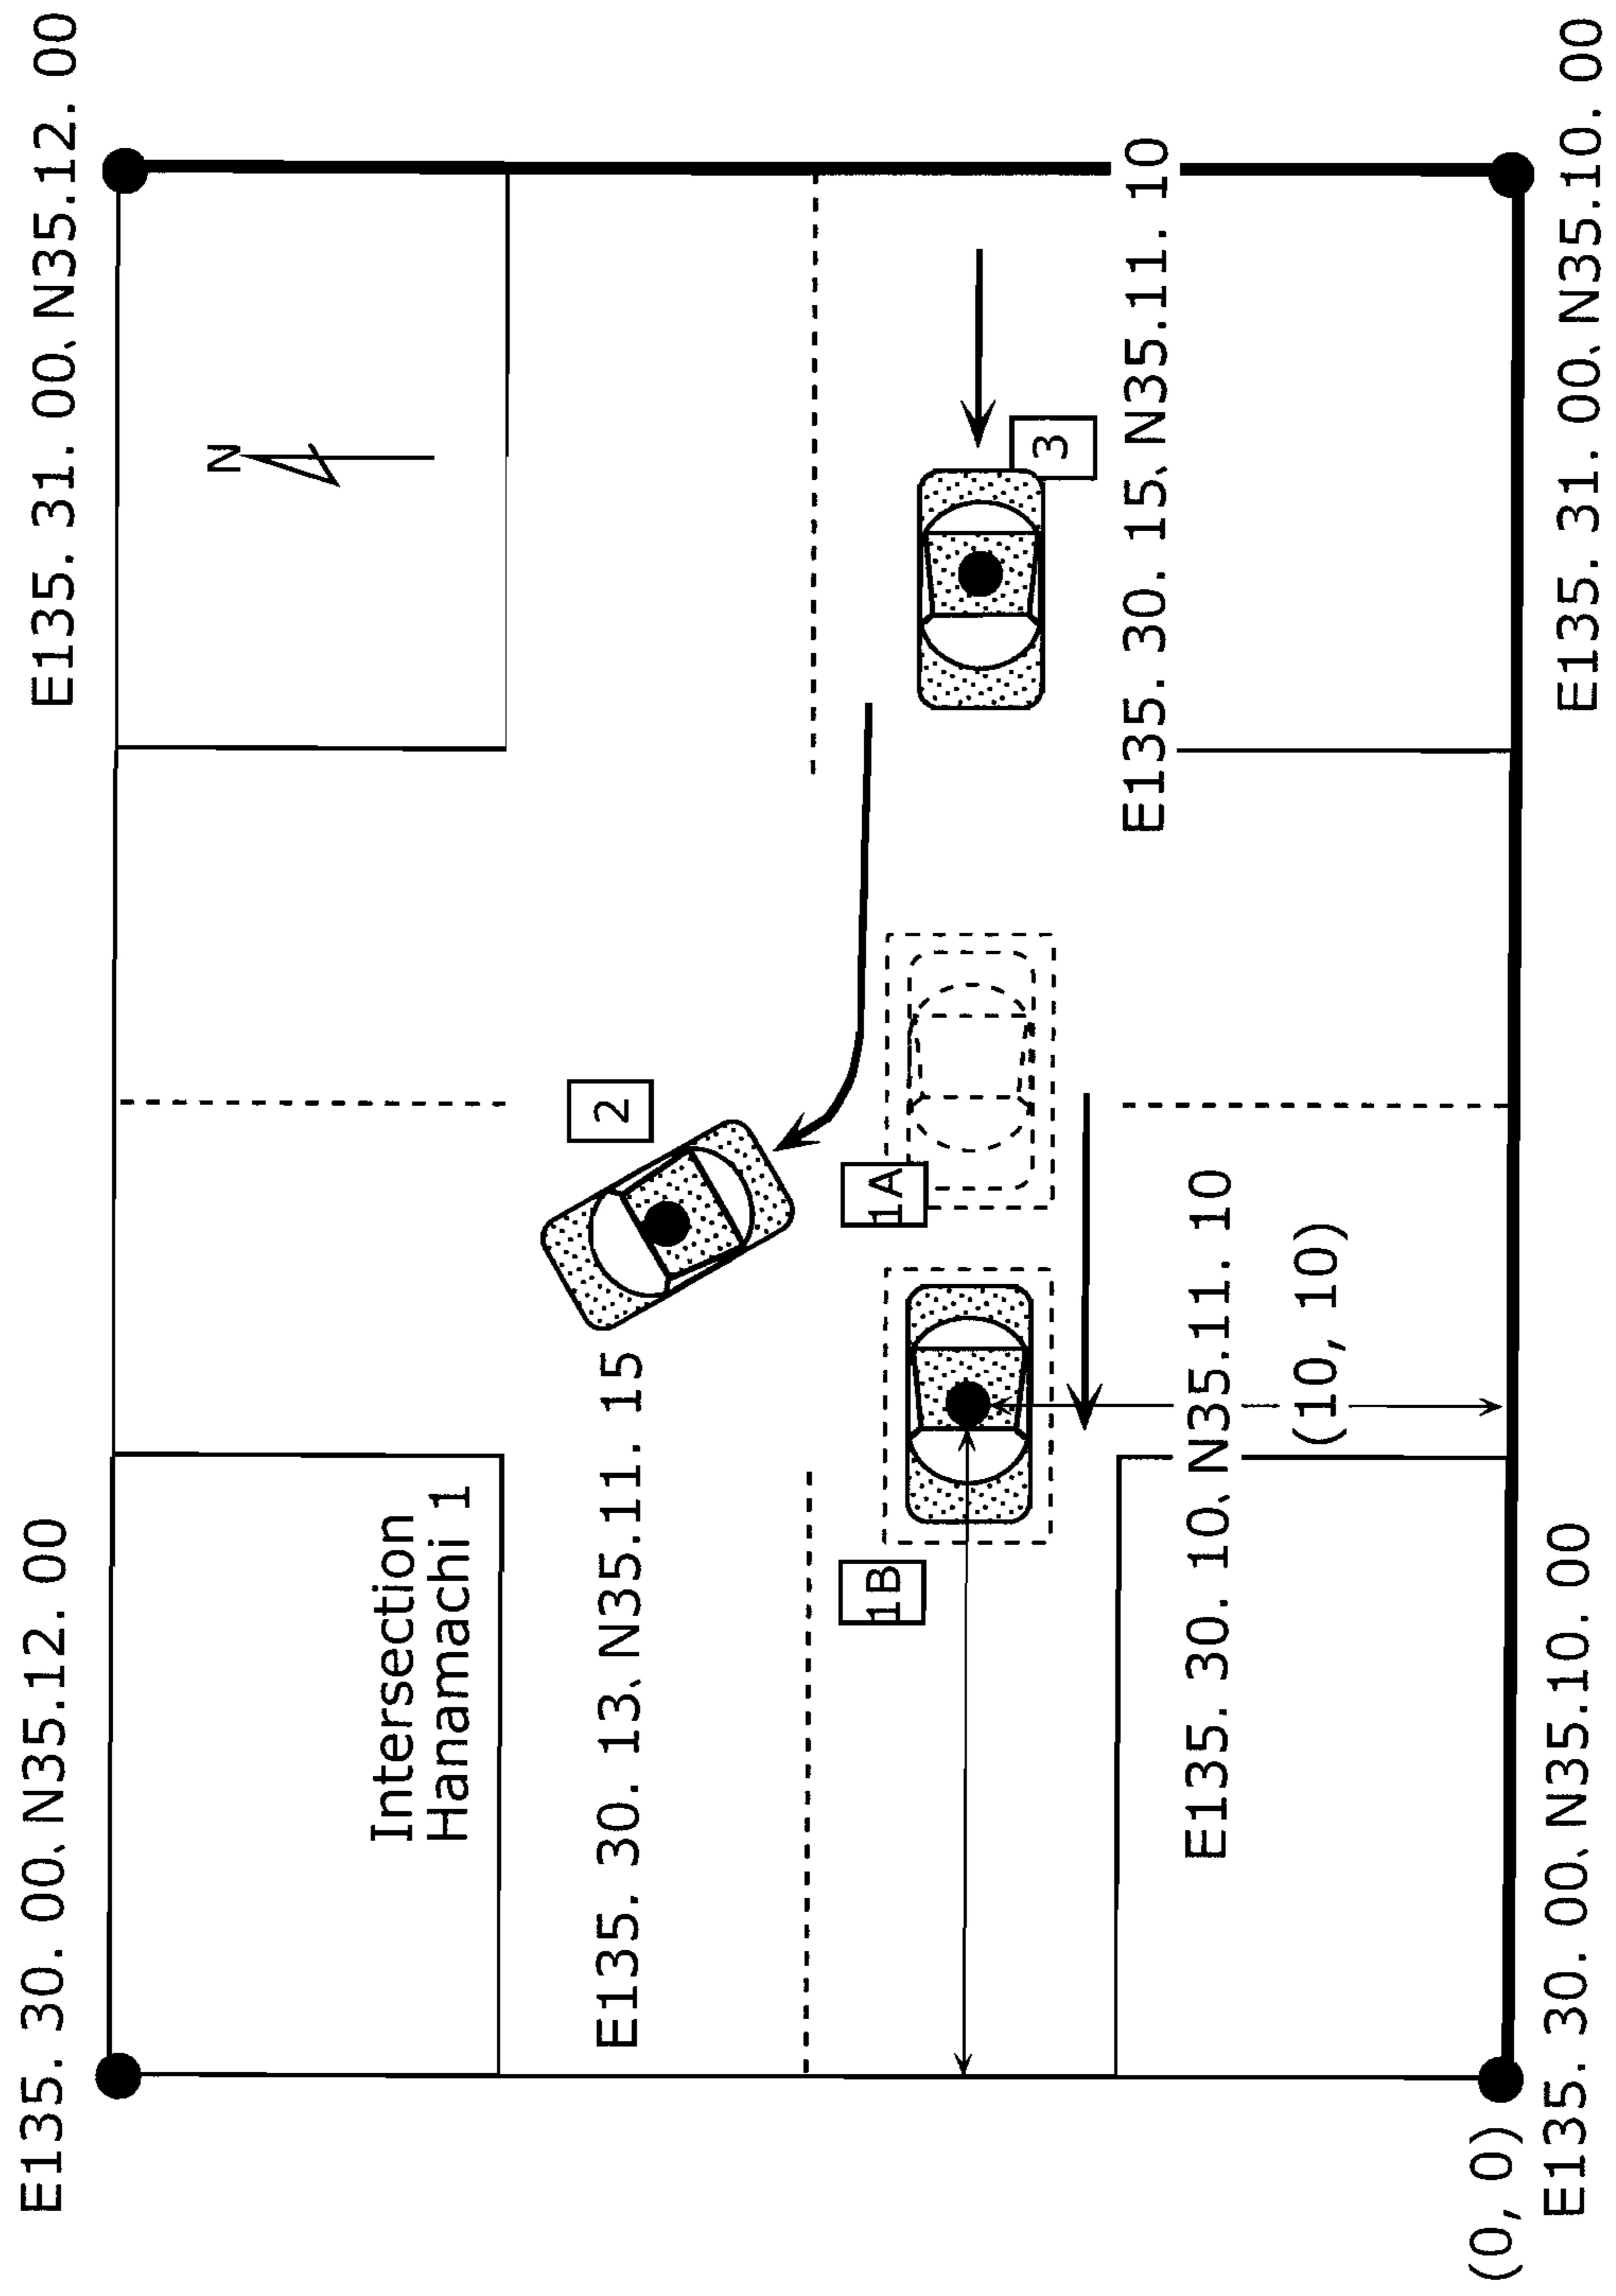 E135. 30. 00、N35.12. 00
E135. 31. 00、N35.12. 00
N
Intersection
Hanamachi 1
2
E135. 30. 13、N35.11. 15
1B
1A
3
E135. 30. 15、N35.11. 10
E135. 30. 10、N35.11. 10
(10, 10)
(0, 0)
E135. 30. 00、N35.10. 00
E135. 31. 00、N35.10. 00